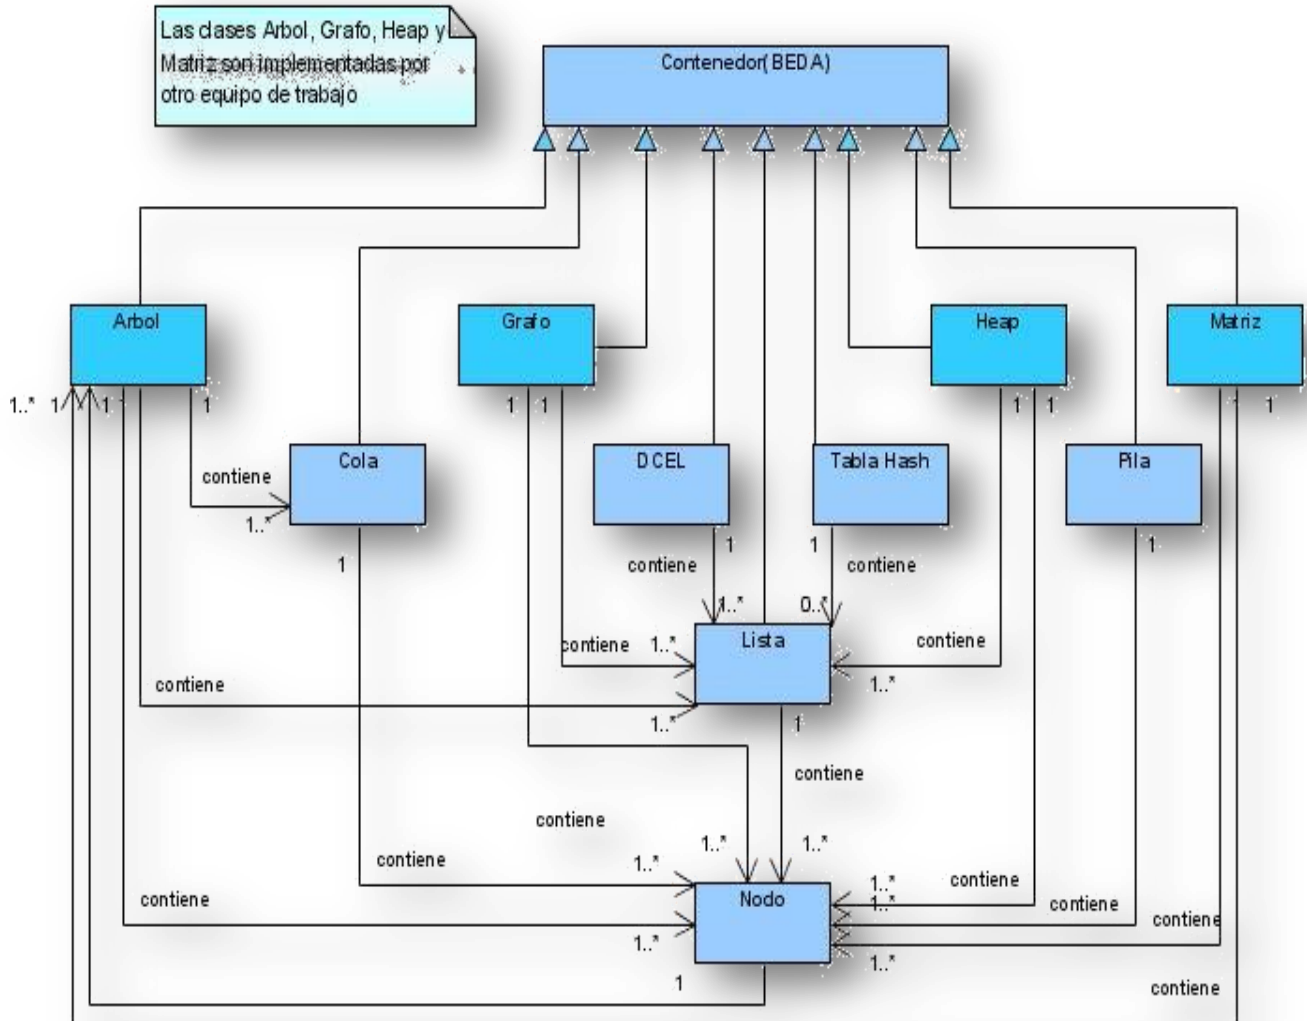 Las clases Arbol, Grafo, Heap y
Matriz son implementadas por
otro equipo de trabajo
Contenedor(BEDA)
Arbol
Grafo
Heap
Matriz
1..*
1
1
1
1
1
1
1
1
1
Cola
DCEL
Tabla Hash
Pila
contiene
1..*
1
1
1
1
contiene
contiene
1..*
0..*
Lista
contiene
1..*
contiene
1..*
contiene
1..*
1
contiene
contiene
1..*
1..*
contiene
1..*
Nodo
1..*
contiene
1..*
contiene
contiene
1..*
contiene
1..*
1
contiene